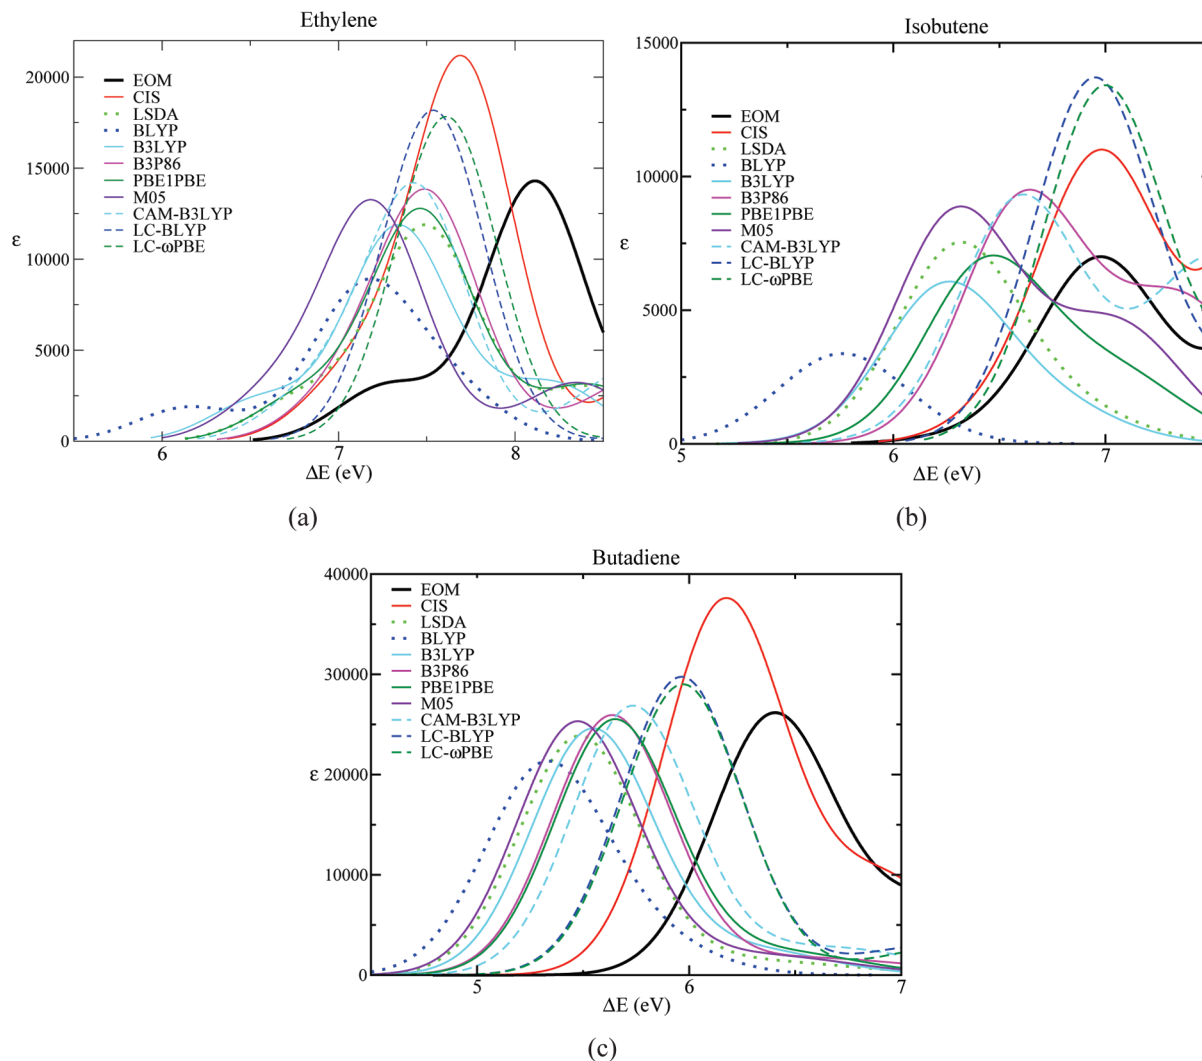 Ethylene
20000
15000
10000
5000
0
ε
EOM
CIS
LSDA
BLYP
B3LYP
B3P86
PBE1PBE
M05
CAM-B3LYP
LC-BLYP
LC-ωPBE
6 7 8
ΔE (eV)
(a)
Isobutene
15000
10000
5000
0
ε
EOM
CIS
LSDA
BLYP
B3LYP
B3P86
PBE1PBE
M05
CAM-B3LYP
LC-BLYP
LC-ωPBE
5 6 7
ΔE (eV)
(b)
Butadiene
40000
30000
20000
10000
0
ε
EOM
CIS
LSDA
BLYP
B3LYP
B3P86
PBE1PBE
M05
CAM-B3LYP
LC-BLYP
LC-ωPBE
5 6 7
ΔE (eV)
(c)